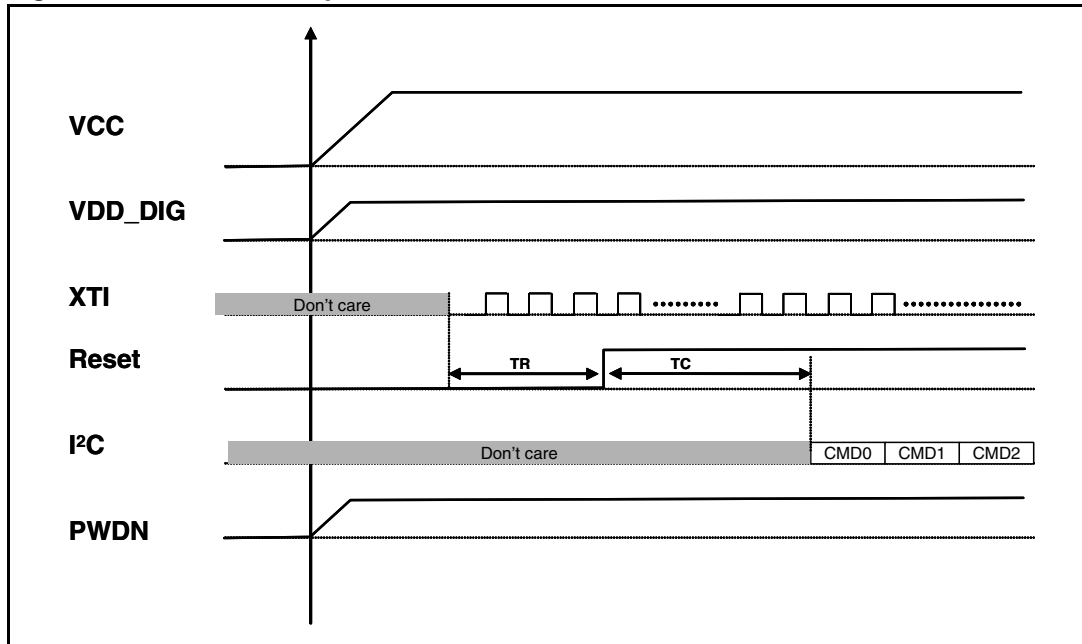 VCC
VDD_DIG
XTI
Don't care
Reset
TR
TC
I²C
Don't care
CMD0
CMD1
CMD2
PWDN